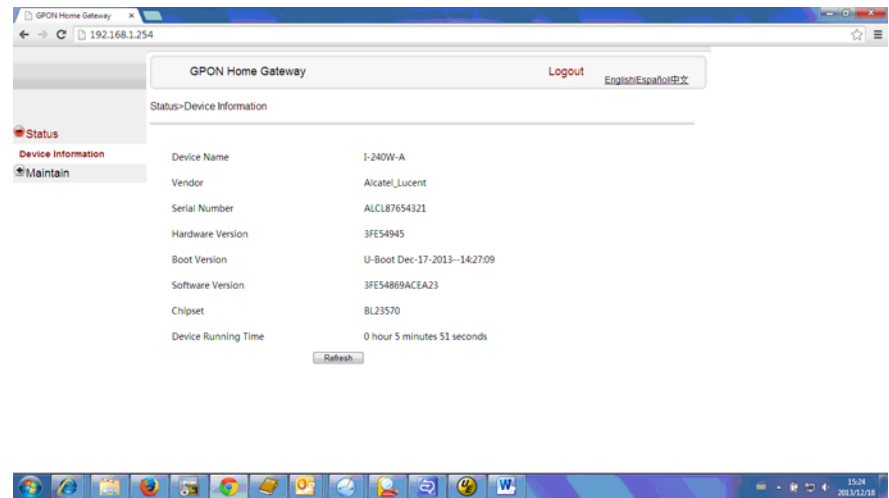 GPON Home Gateway
192.168.1.254
GPON Home Gateway
Logout
English|Español|中文
Status>Device Information
Status
Device Information
Maintain
Device Name I-240W-A
Vendor Alcatel_Lucent
Serial Number ALCL87654321
Hardware Version 3FE54945
Boot Version U-Boot Dec-17-2013--14:27:09
Software Version 3FE54869ACEA23
Chipset BL23570
Device Running Time 0 hour 5 minutes 51 seconds
Refresh
15:24
2013/12/18